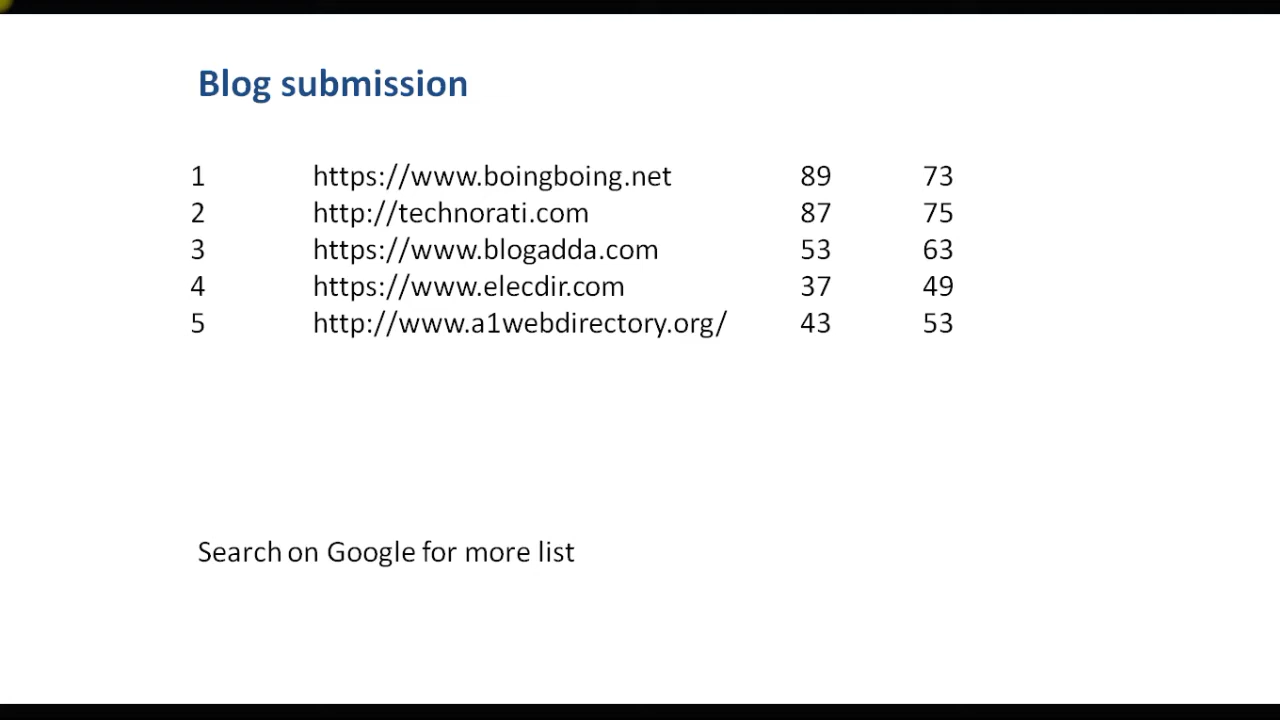 Blog submission
1 https://www.boingboing.net 89 73
2 http://technorati.com 87 75
3 https://www.blogadda.com 53 63
4 https://www.elecdir.com 37 49
5 http://www.a1webdirectory.org/ 43 53
Search on Google for more list